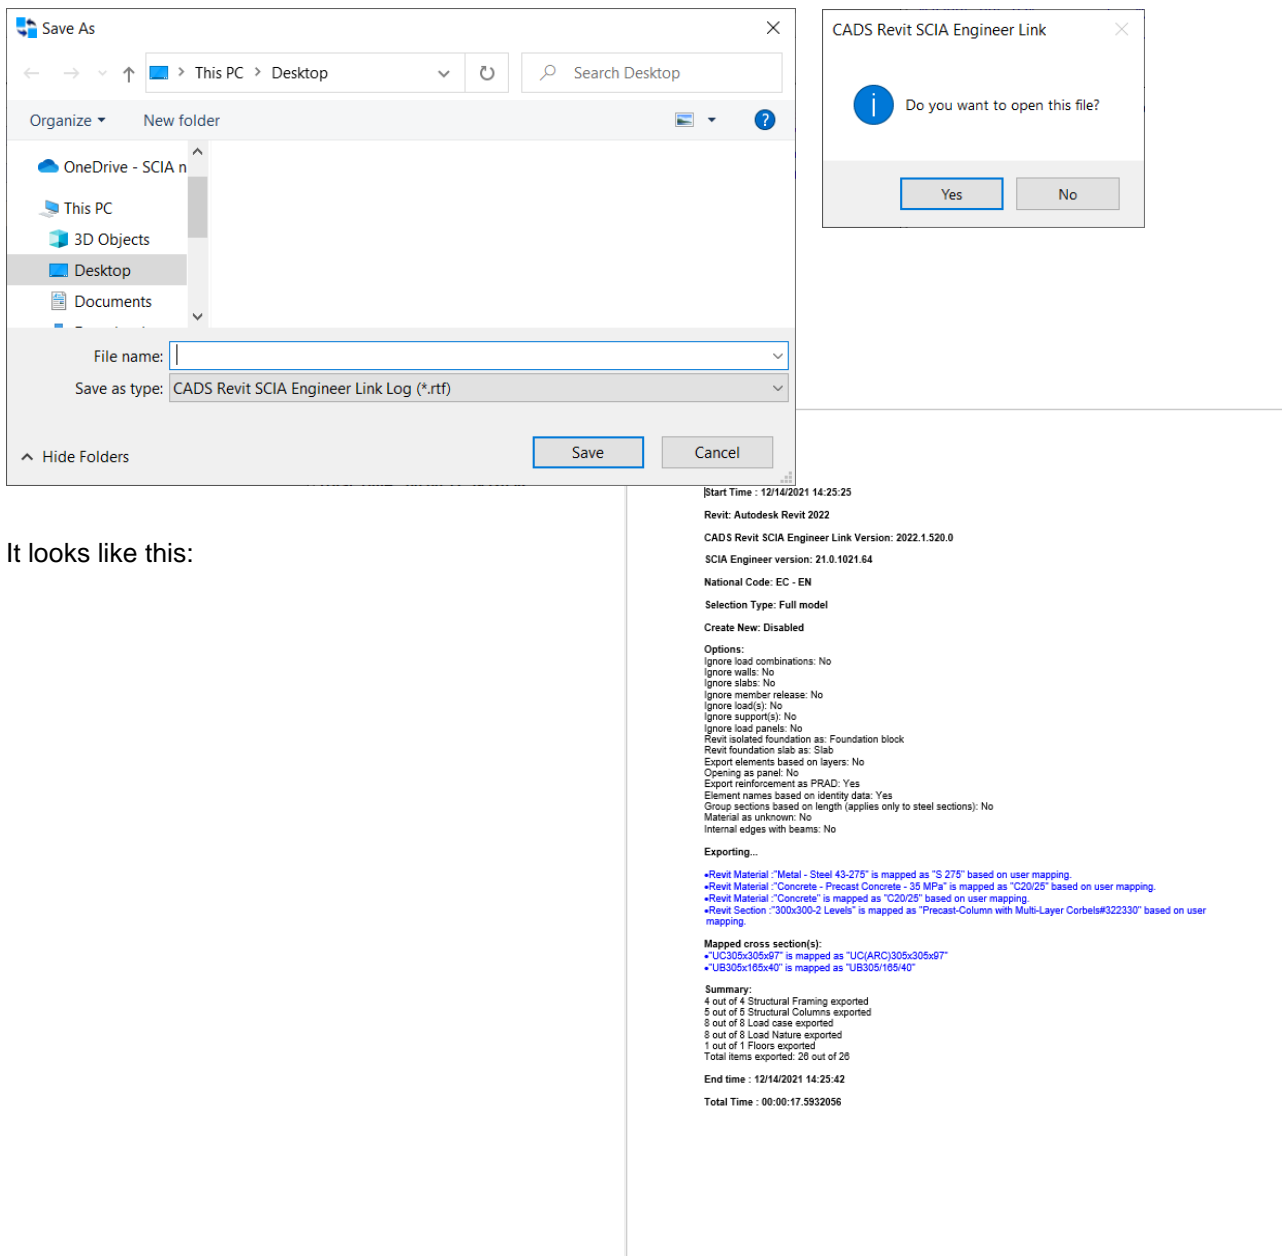 Save As
This PC > Desktop
Search Desktop
Organize
New folder
OneDrive - SCIA n
This PC
3D Objects
Desktop
Documents
File name:
Save as type: CADS Revit SCIA Engineer Link Log (*.rtf)
Hide Folders
Save
Cancel
CADS Revit SCIA Engineer Link
Do you want to open this file?
Yes
No
It looks like this:
Start Time : 12/14/2021 14:25:25
Revit: Autodesk Revit 2022
CADS Revit SCIA Engineer Link Version: 2022.1.520.0
SCIA Engineer version: 21.0.1021.64
National Code: EC - EN
Selection Type: Full model
Create New: Disabled
Options:
Ignore load combinations: No
Ignore walls: No
Ignore slabs: No
Ignore member release: No
Ignore load(s): No
Ignore support(s): No
Ignore load panels: No
Revit isolated foundation as: Foundation block
Revit foundation slab as: Slab
Export elements based on layers: No
Opening as panel: No
Export reinforcement as PRAD: Yes
Element names based on identity data: Yes
Group sections based on length (applies only to steel sections): No
Material as unknown: No
Internal edges with beams: No
Exporting...
•Revit Material :"Metal - Steel 43-275" is mapped as "S 275" based on user mapping.
•Revit Material :"Concrete - Precast Concrete - 35 MPa" is mapped as "C20/25" based on user mapping.
•Revit Material :"Concrete" is mapped as "C20/25" based on user mapping.
•Revit Section :"300x300-2 Levels" is mapped as "Precast-Column with Multi-Layer Corbels#322330" based on user
mapping.
Mapped cross section(s):
•"UC305x305x97" is mapped as "UC(ARC)305x305x97"
•"UB305x165x40" is mapped as "UB305/165/40"
Summary:
4 out of 4 Structural Framing exported
5 out of 5 Structural Columns exported
8 out of 8 Load case exported
8 out of 8 Load Nature exported
1 out of 1 Floors exported
Total items exported: 26 out of 26
End time : 12/14/2021 14:25:42
Total Time : 00:00:17.5932056